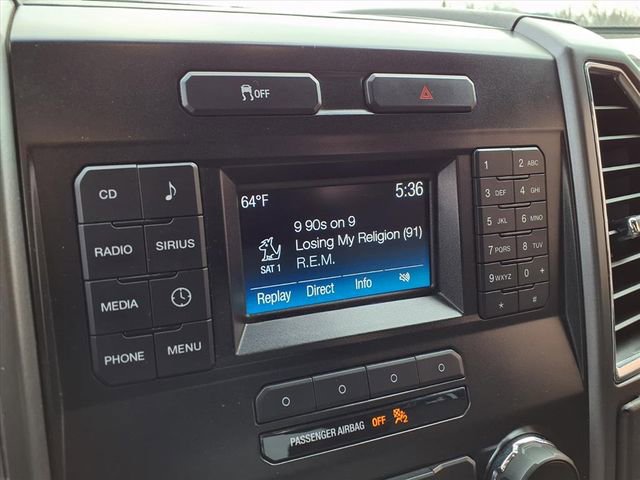 OFF
64°F
5:36
9 90s on 9
Losing My Religion (91)
R.E.M.
SAT 1
Replay Direct Info
CD
RADIO SIRIUS
MEDIA
PHONE MENU
1 2 ABC
3 DEF 4 GHI
5 JKL 6 MNO
7 PQRS 8 TUV
9 WXYZ 0 +
* #
PASSENGER AIRBAG OFF 2